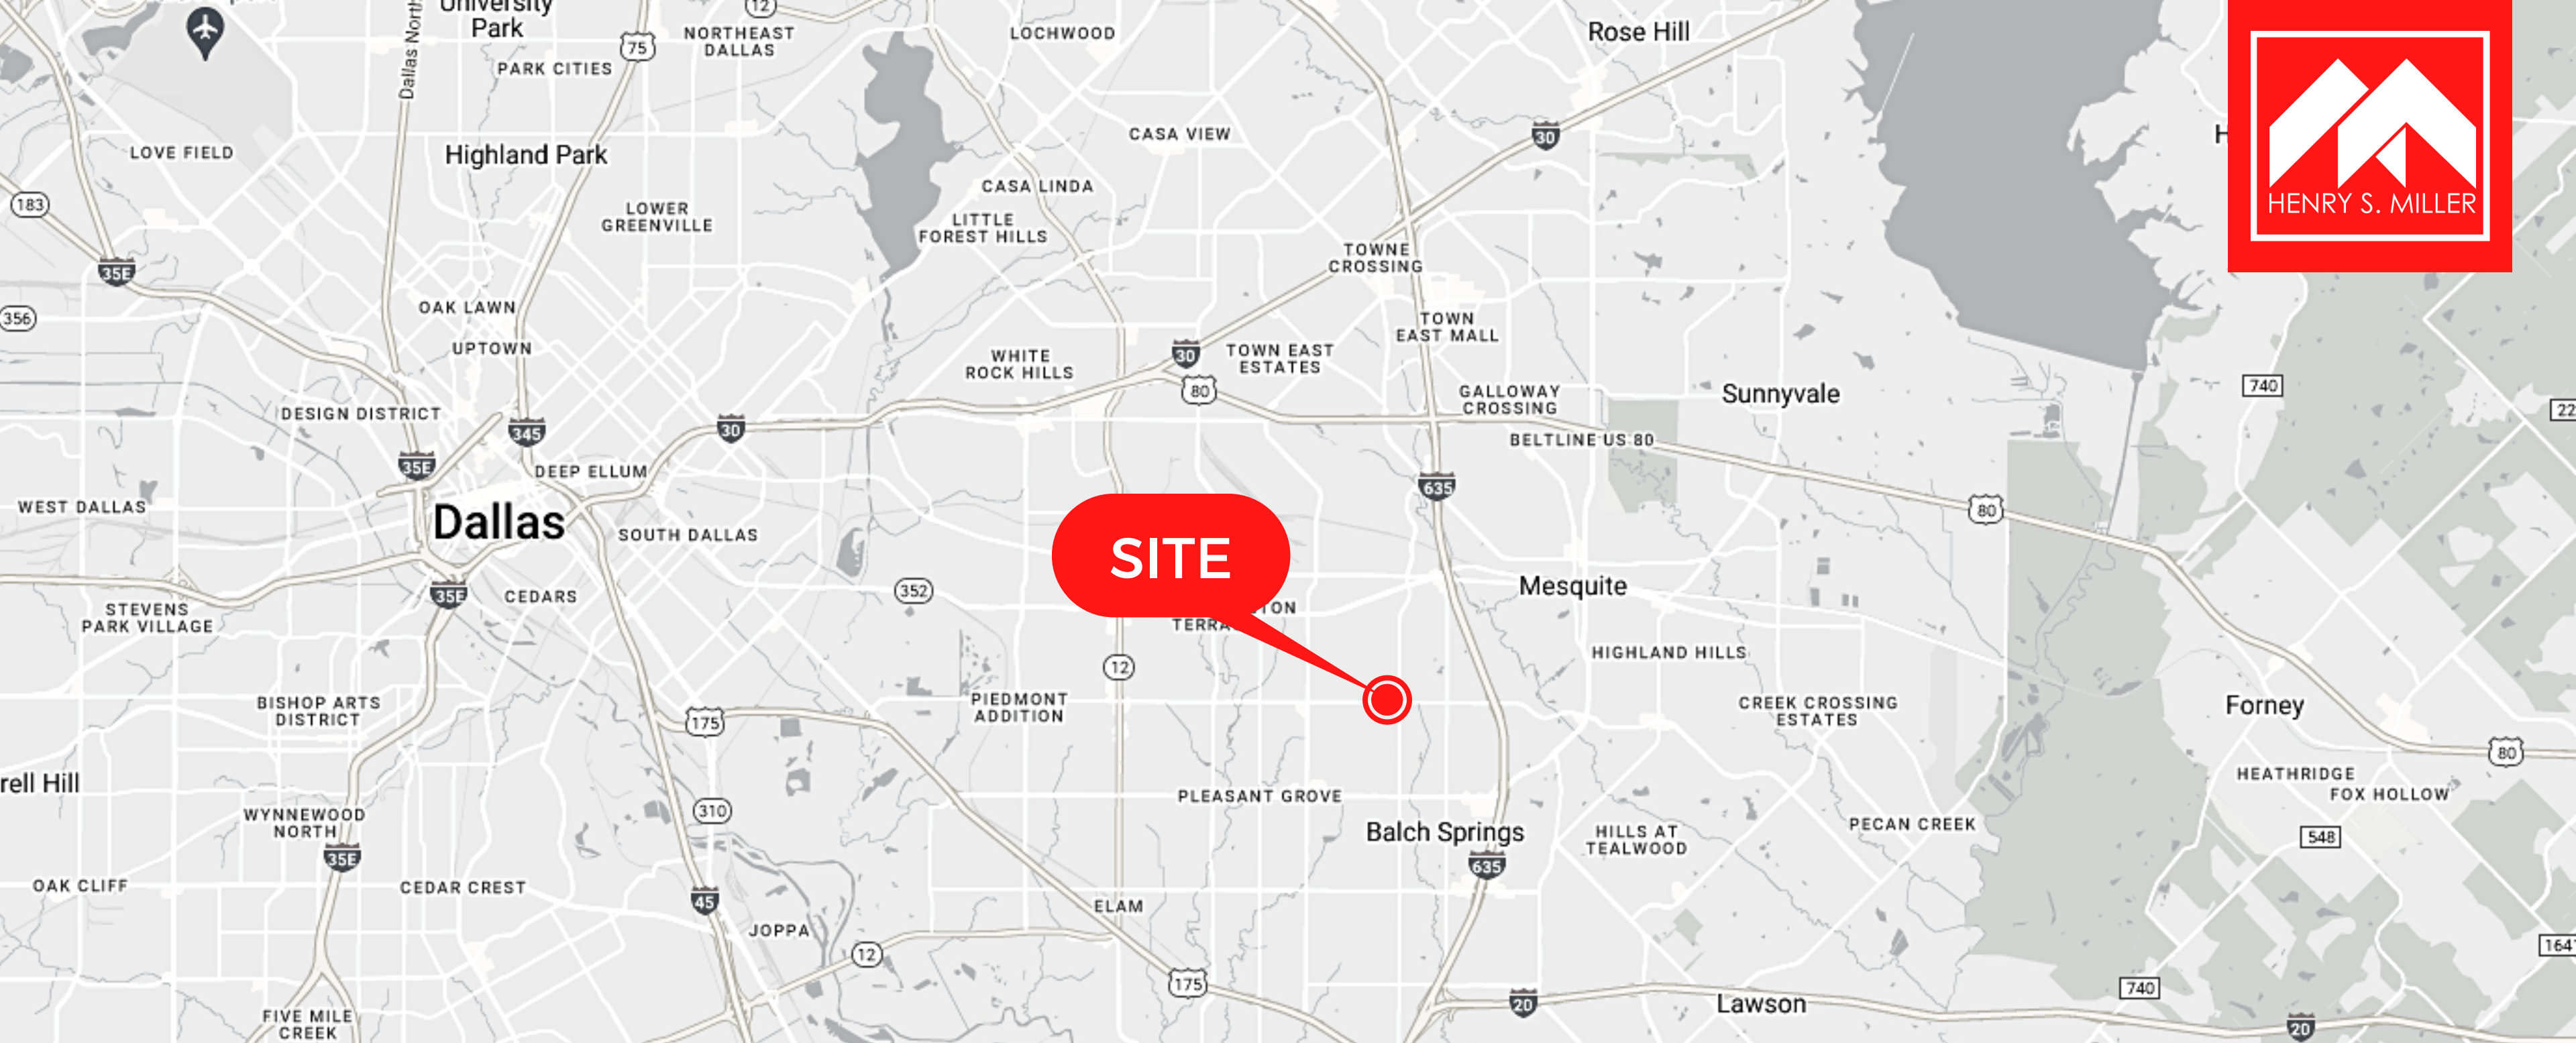 University
Park
12
NORTHEAST
DALLAS
LOCHWOOD
Rose Hill
Dallas North
75
PARK CITIES
30
CASA VIEW
LOVE FIELD
Highland Park
HENRY S. MILLER
183
CASA LINDA
LOWER
GREENVILLE
LITTLE
FOREST HILLS
TOWNE
CROSSING
35E
OAK LAWN
356
TOWN
EAST MALL
UPTOWN
WHITE
ROCK HILLS
30
TOWN EAST
ESTATES
80
GALLOWAY
CROSSING
Sunnyvale
740
22
DESIGN DISTRICT
345
30
BELTLINE US 80
35E
DEEP ELLUM
635
WEST DALLAS
Dallas
SOUTH DALLAS
80
SITE
352
Mesquite
35E
CEDARS
STEVENS
PARK VILLAGE
TON
TERRA
12
HIGHLAND HILLS
BISHOP ARTS
DISTRICT
175
PIEDMONT
ADDITION
CREEK CROSSING
ESTATES
Forney
80
rell Hill
HEATHRIDGE
FOX HOLLOW
PLEASANT GROVE
310
WYNNEWOOD
NORTH
Balch Springs
HILLS AT
TEALWOOD
PECAN CREEK
548
35E
635
OAK CLIFF
CEDAR CREST
45
ELAM
JOPPA
12
164
175
740
20
Lawson
FIVE MILE
CREEK
20